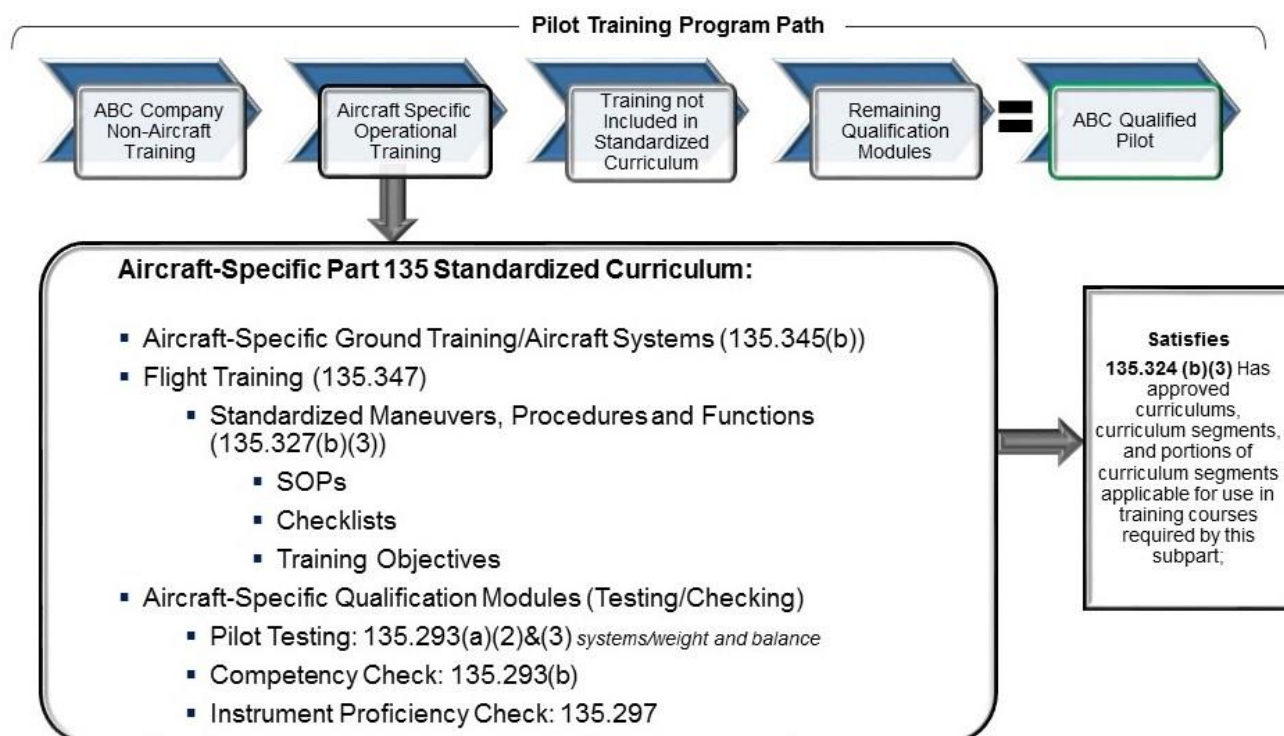 Pilot Training Program Path
ABC Company
Non-Aircraft
Training
Aircraft Specific
Operational
Training
Training not
Included in
Standardized
Curriculum
Remaining
Qualification
Modules
=
ABC Qualified
Pilot
Aircraft-Specific Part 135 Standardized Curriculum:
▪ Aircraft-Specific Ground Training/Aircraft Systems (135.345(b))
▪ Flight Training (135.347)
▪ Standardized Maneuvers, Procedures and Functions
(135.327(b)(3))
▪ SOPs
▪ Checklists
▪ Training Objectives
▪ Aircraft-Specific Qualification Modules (Testing/Checking)
▪ Pilot Testing: 135.293(a)(2)&(3) systems/weight and balance
▪ Competency Check: 135.293(b)
▪ Instrument Proficiency Check: 135.297
Satisfies
135.324 (b)(3) Has
approved
curriculums,
curriculum segments,
and portions of
curriculum segments
applicable for use in
training courses
required by this
subpart;